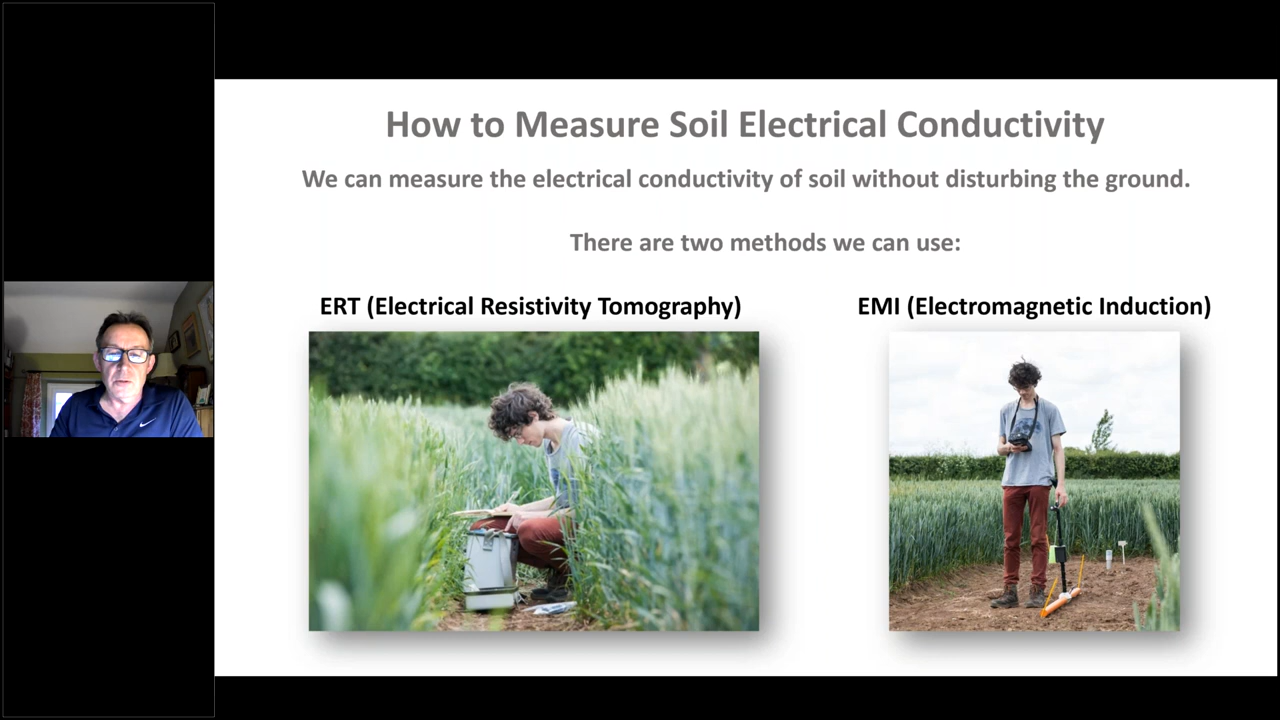 How to Measure Soil Electrical Conductivity
We can measure the electrical conductivity of soil without disturbing the ground.
There are two methods we can use:
ERT (Electrical Resistivity Tomography)
EMI (Electromagnetic Induction)